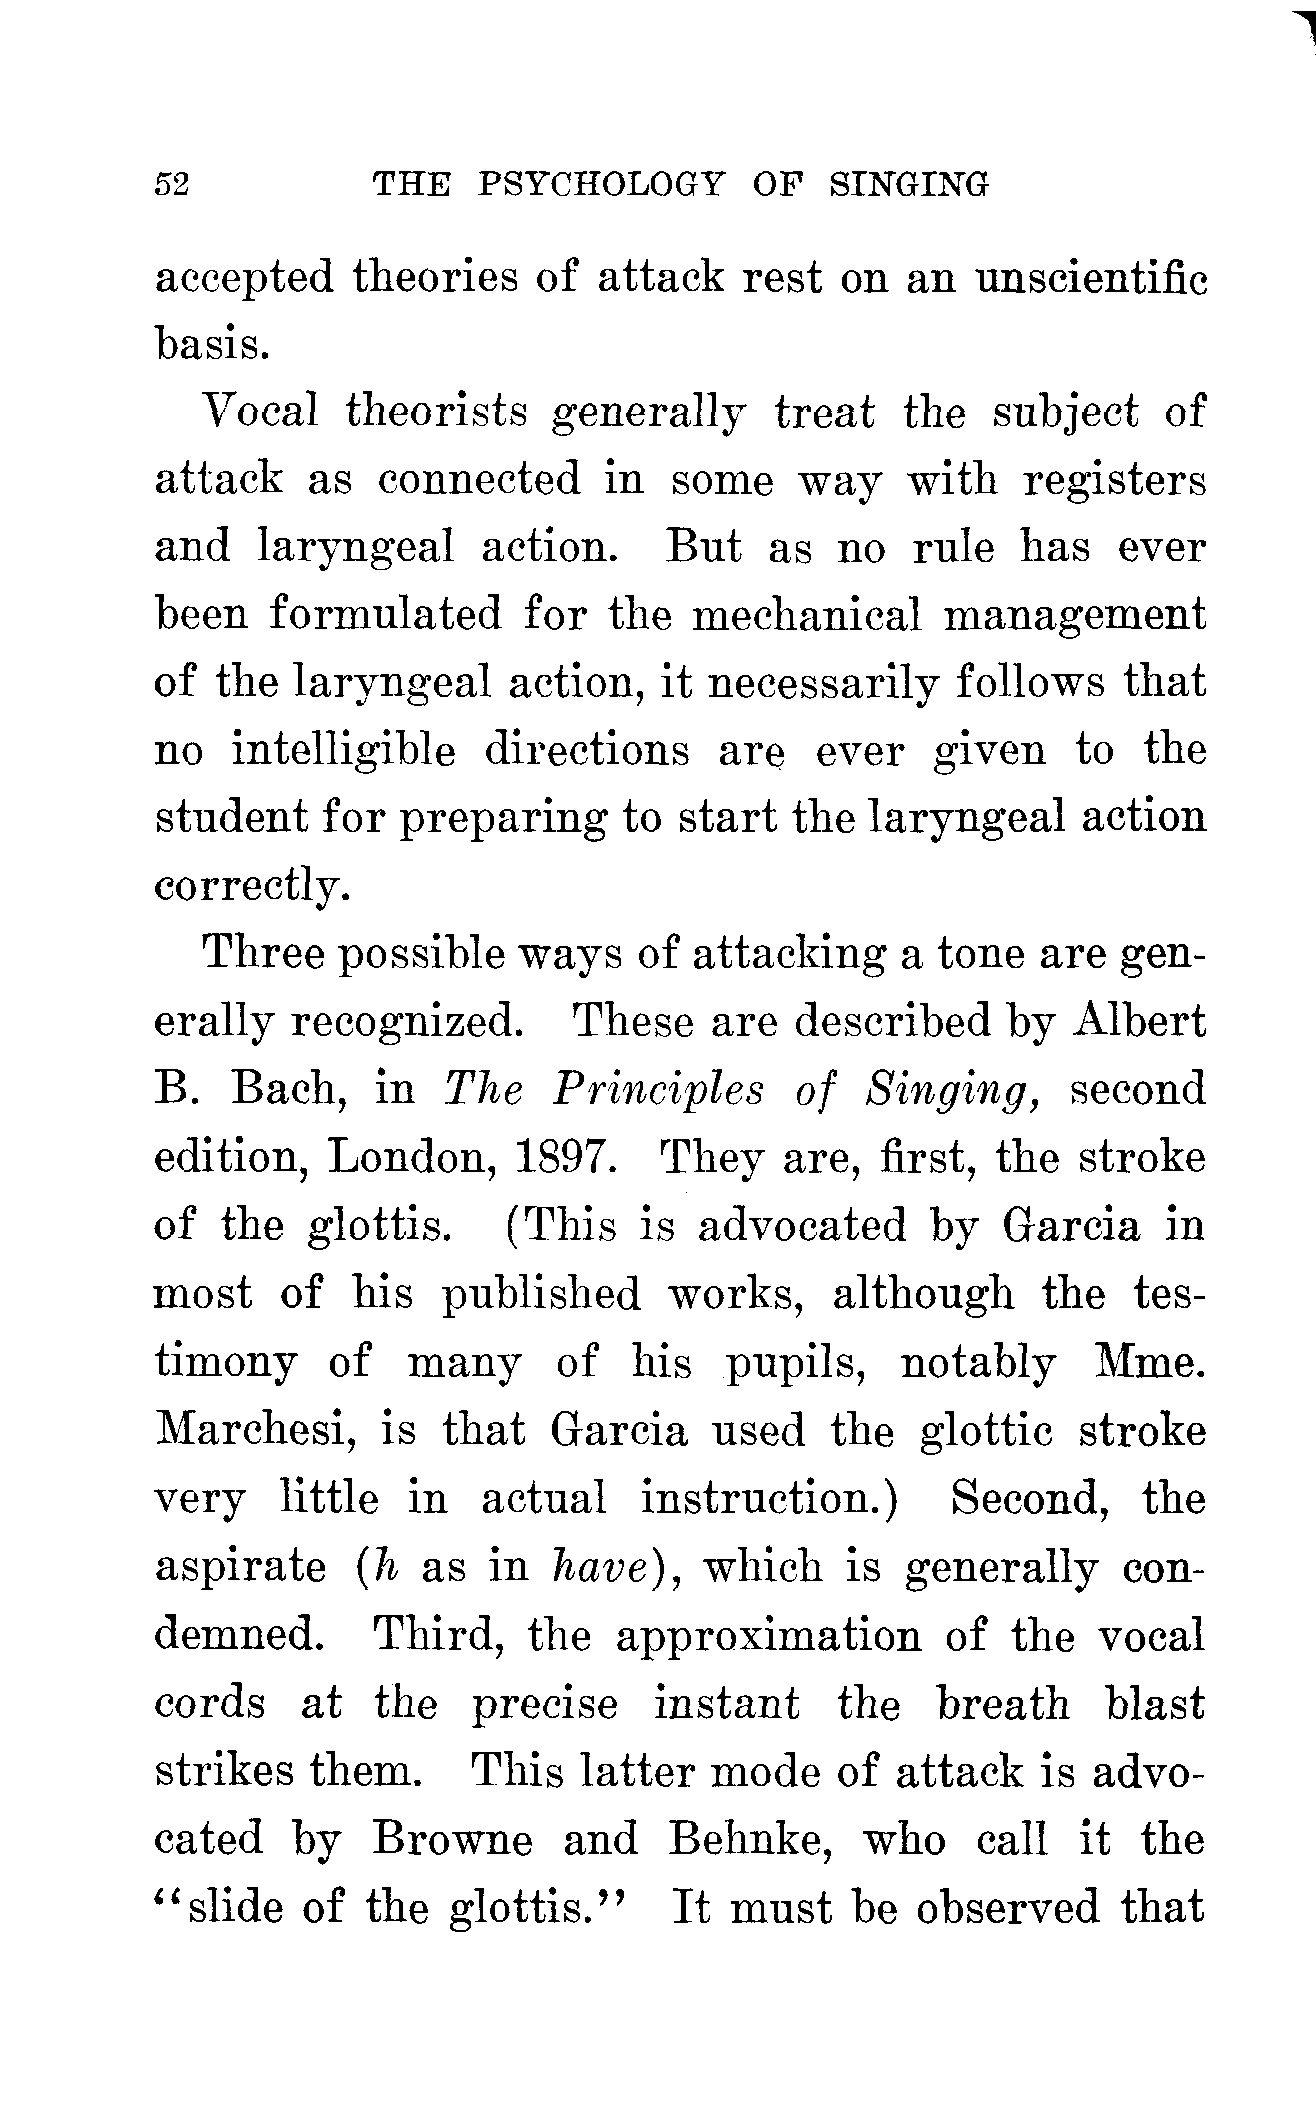 52 THE PSYCHOLOGY OF SINGING
accepted theories of attack rest on an unscientific
basis.
Vocal theorists generally treat the subject of
attack as connected in some way with registers
and laryngeal action. But as no rule has ever
been formulated for the mechanical management
of the laryngeal action, it necessarily follows that
no intelligible directions are ever given to the
student for preparing to start the laryngeal action
correctly.
Three possible ways of attacking a tone are gen-
erally recognized. These are described by Albert
B. Bach, in The Principles of Singing, second
edition, London, 1897. They are, first, the stroke
of the glottis. (This is advocated by Garcia in
most of his published works, although the tes-
timony of many of his pupils, notably Mme.
Marchesi, is that Garcia used the glottic stroke
very little in actual instruction.) Second, the
aspirate (h as in have), which is generally con-
demned. Third, the approximation of the vocal
cords at the precise instant the breath blast
strikes them. This latter mode of attack is advo-
cated by Browne and Behnke, who call it the
“slide of the glottis.” It must be observed that